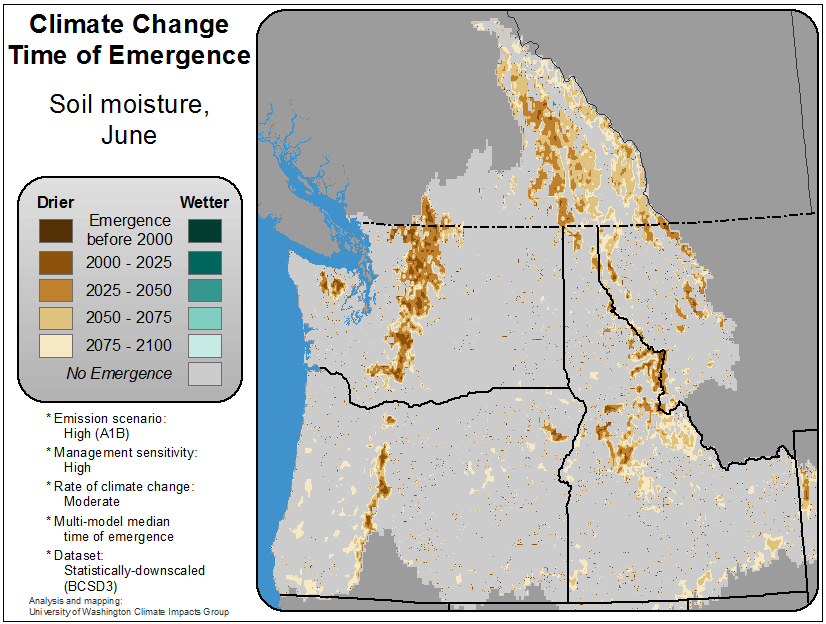 Climate Change
Time of Emergence
Soil moisture,
June
Drier
Wetter
Emergence
before 2000
2000 - 2025
2025 - 2050
2050 - 2075
2075 - 2100
No Emergence
* Emission scenario:
High (A1B)
* Management sensitivity:
High
* Rate of climate change:
Moderate
* Multi-model median
time of emergence
* Dataset:
Statistically-downscaled
(BCSD3)
Analysis and mapping:
University of Washington Climate Impacts Group